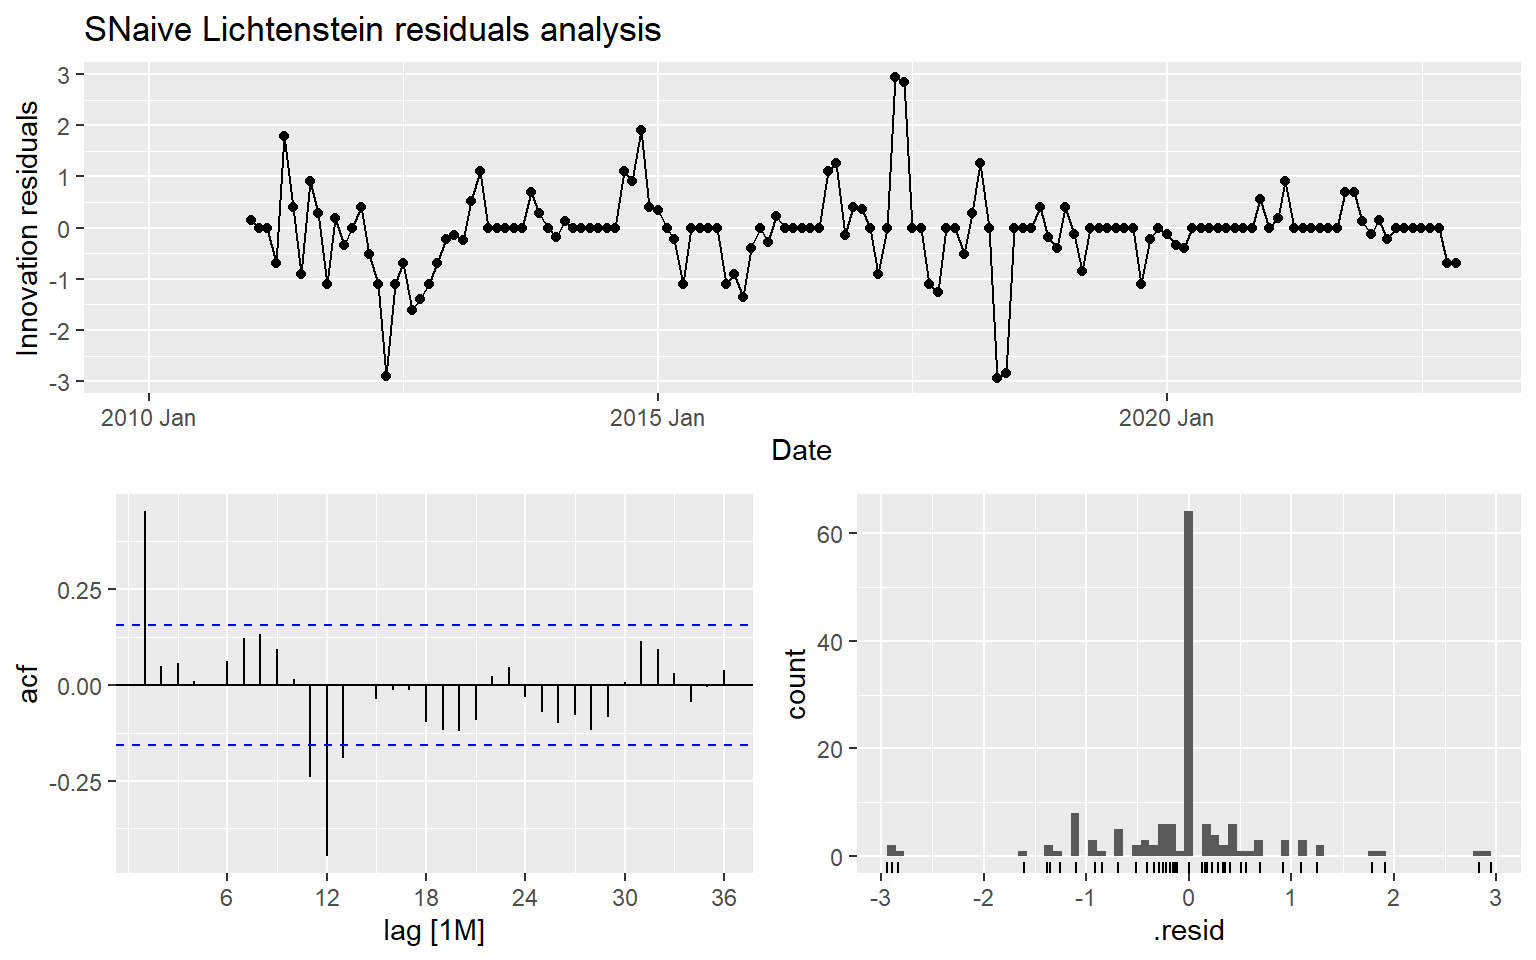 SNaive Lichtenstein residuals analysis
Innovation residuals
3
2
1
0
-1
-2
-3
2010 Jan 2015 Jan 2020 Jan
Date
acf
0.25
0.00
-0.25
6 12 18 24 30 36
lag [1M]
count
60
40
20
0
-3 -2 -1 0 1 2 3
.resid